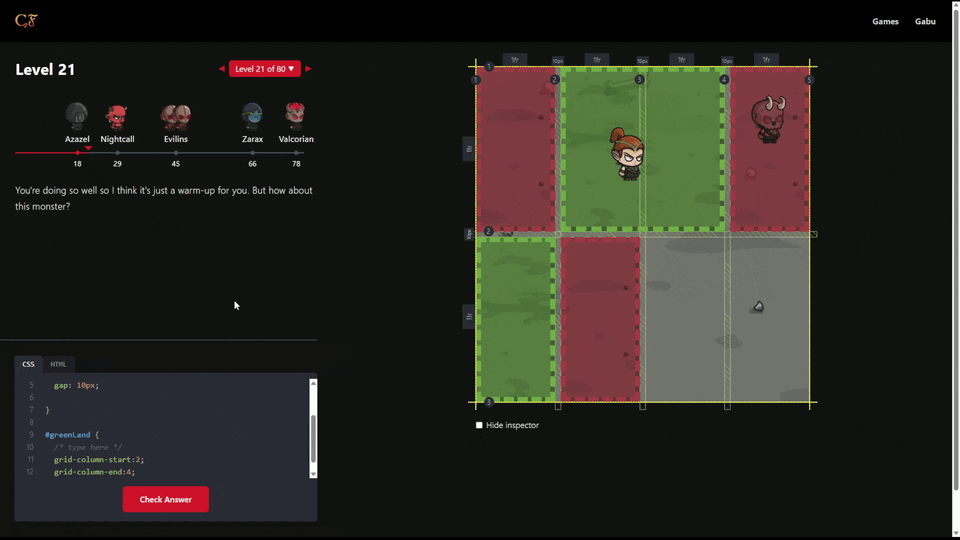 CF
Games
Gabu
Level 21
◀ Level 21 of 80 ▼ ▶
Azazel
Nightcall
Evilins
Zarax
Valcorian
18
29
45
66
78
You're doing so well so I think it's just a warm-up for you. But how about
this monster?
1fr
10px
1fr
10px
1fr
10px
1fr
1
1
2
3
4
5
1fr
10px
2
1fr
3
Hide inspector
CSS
HTML
5 gap: 10px;
6
7 }
8
9 #greenLand {
10 /* type here */
11 grid-column-start:2;
12 grid-column-end:4;
Check Answer